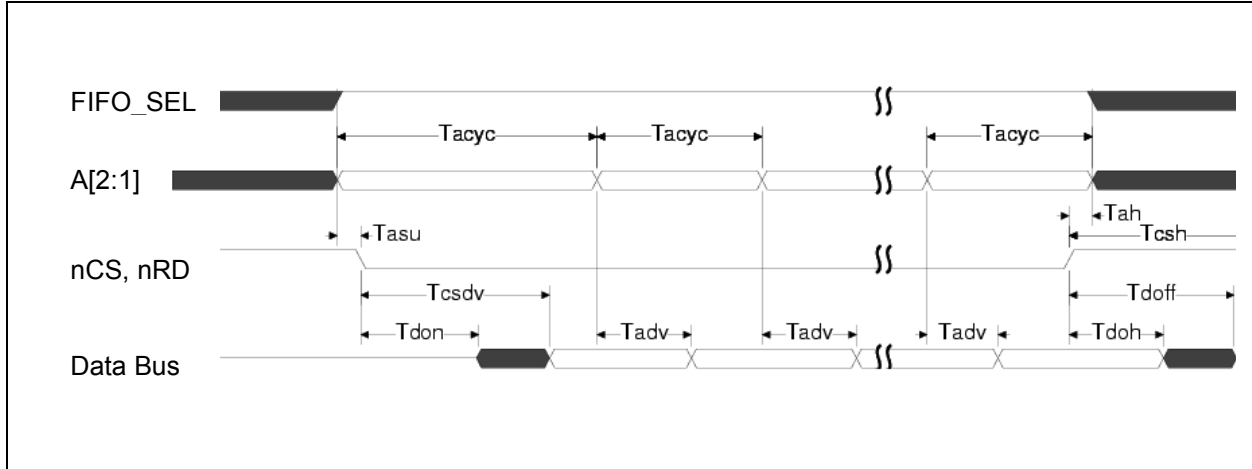 FIFO_SEL
Tacyc Tacyc Tacyc
A[2:1]
Tah
Tasu Tcsh
nCS, nRD
Tcsdv Tdoff
Tdon Tadv Tadv Tadv Tdoh
Data Bus